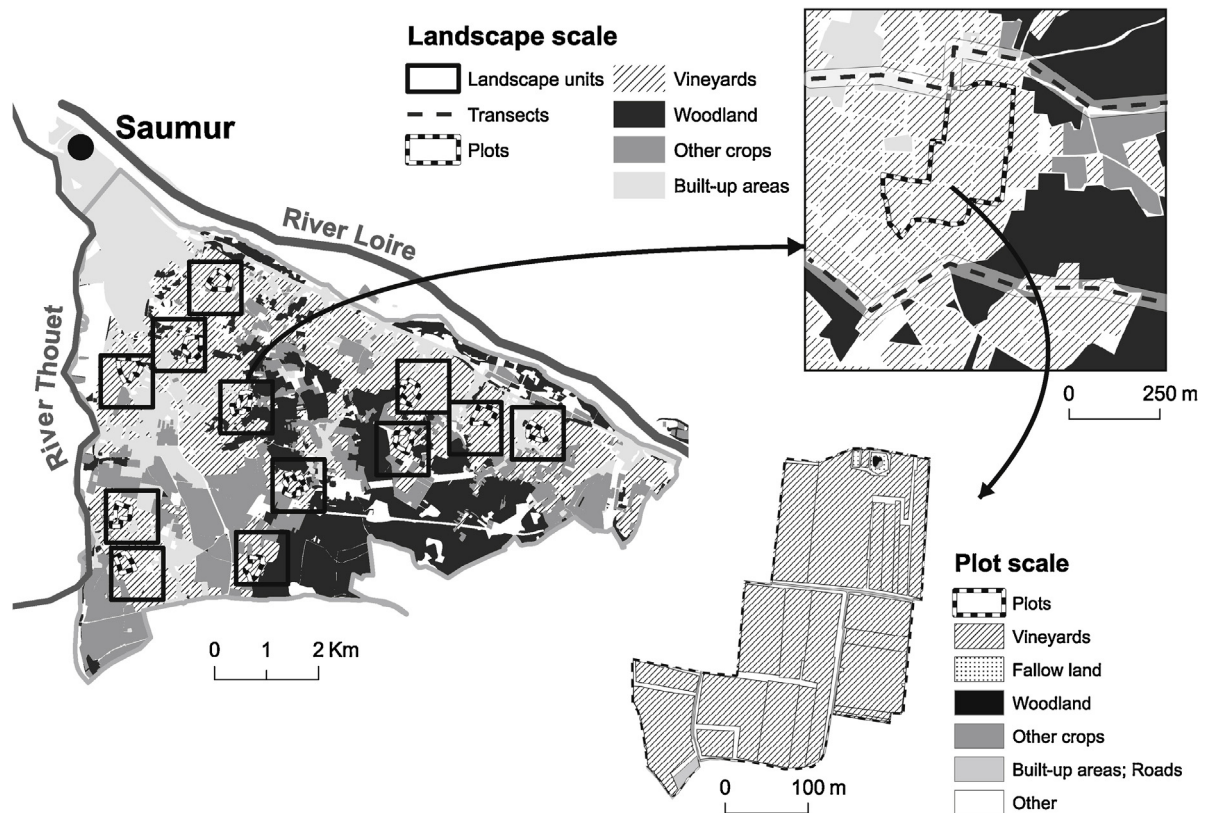 Landscape scale
Landscape units
Transects
Plots
Vineyards
Woodland
Other crops
Built-up areas
Saumur
River Loire
River Thouet
0 1 2 Km
0 250 m
0 100 m
Plot scale
Plots
Vineyards
Fallow land
Woodland
Other crops
Built-up areas; Roads
Other